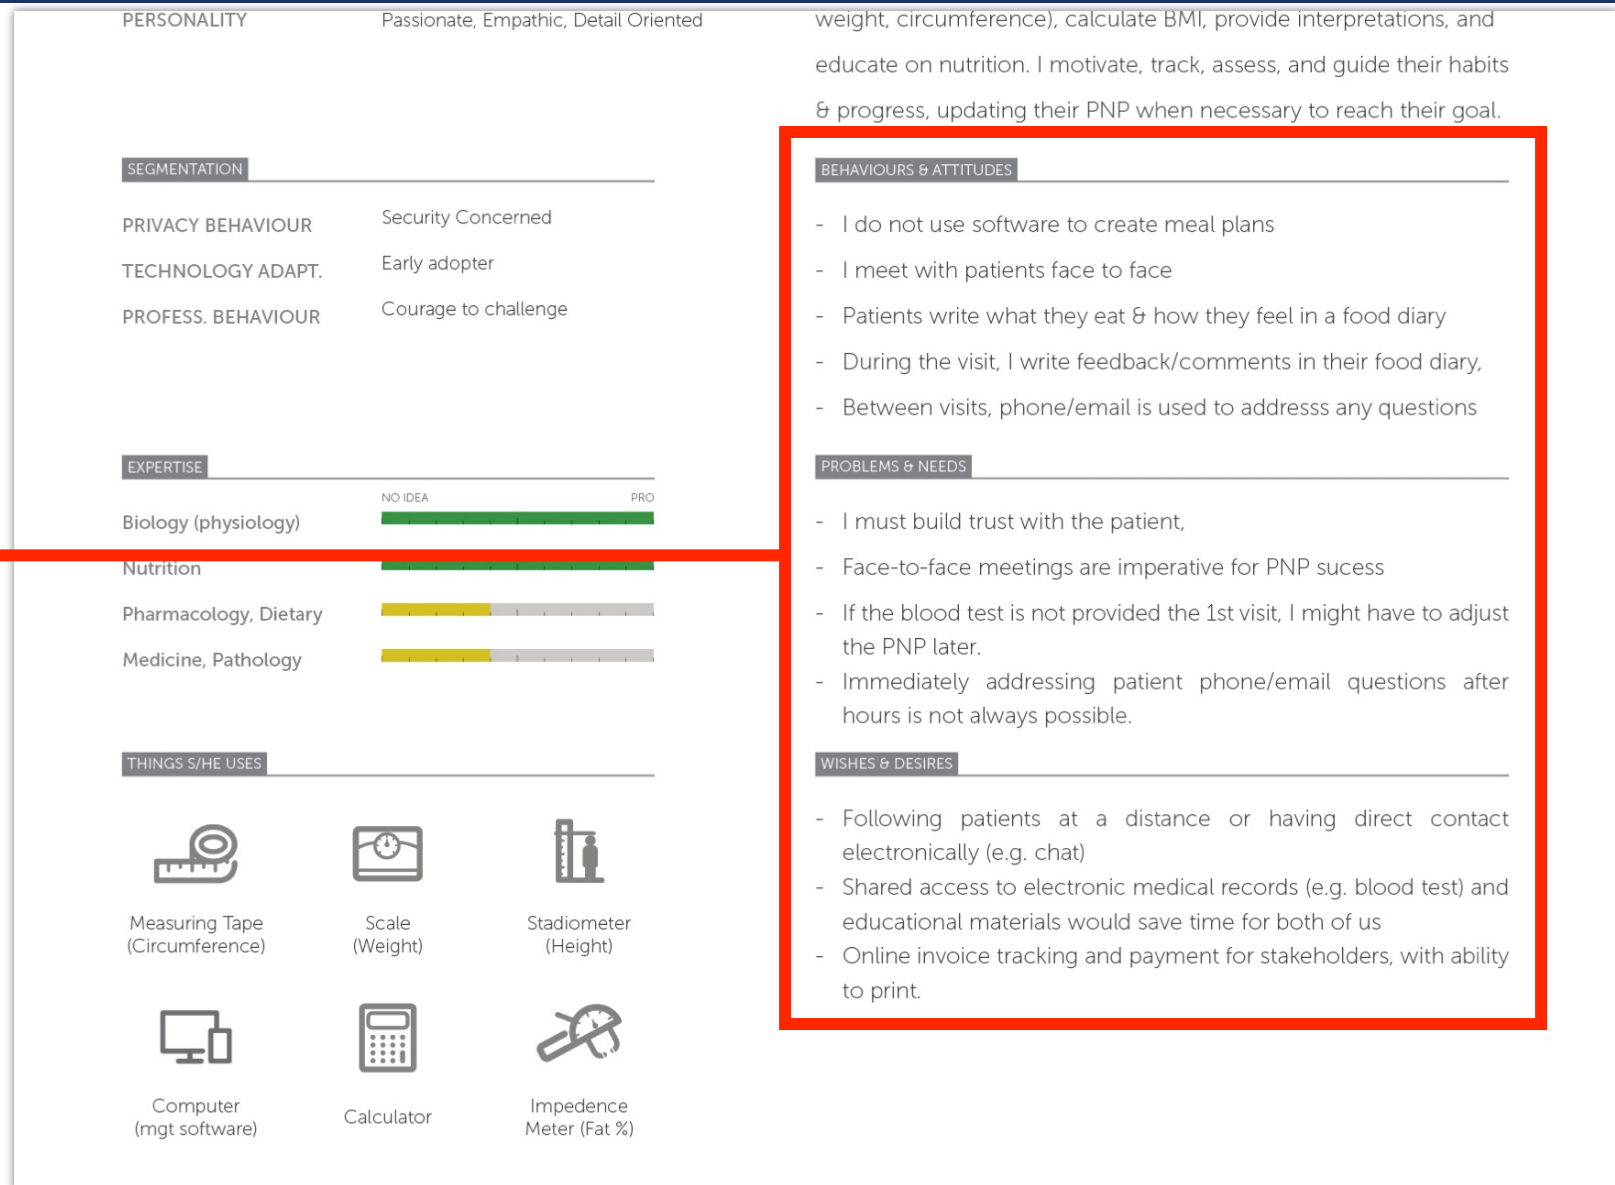 PERSONALITY
Passionate, Empathic, Detail Oriented
SEGMENTATION
PRIVACY BEHAVIOUR
Security Concerned
TECHNOLOGY ADAPT.
Early adopter
PROFESS. BEHAVIOUR
Courage to challenge
EXPERTISE
NO IDEA
PRO
Biology (physiology)
Nutrition
Pharmacology, Dietary
Medicine, Pathology
THINGS S/HE USES
Measuring Tape
(Circumference)
Scale
(Weight)
Stadiometer
(Height)
Computer
(mgt software)
Calculator
Impedence
Meter (Fat %)
weight, circumference), calculate BMI, provide interpretations, and
educate on nutrition. I motivate, track, assess, and guide their habits
& progress, updating their PNP when necessary to reach their goal.
BEHAVIOURS & ATTITUDES
- I do not use software to create meal plans
- I meet with patients face to face
- Patients write what they eat & how they feel in a food diary
- During the visit, I write feedback/comments in their food diary,
- Between visits, phone/email is used to addresss any questions
PROBLEMS & NEEDS
- I must build trust with the patient,
- Face-to-face meetings are imperative for PNP sucess
- If the blood test is not provided the 1st visit, I might have to adjust
the PNP later.
- Immediately addressing patient phone/email questions after
hours is not always possible.
WISHES & DESIRES
- Following patients at a distance or having direct contact
electronically (e.g. chat)
- Shared access to electronic medical records (e.g. blood test) and
educational materials would save time for both of us
- Online invoice tracking and payment for stakeholders, with ability
to print.